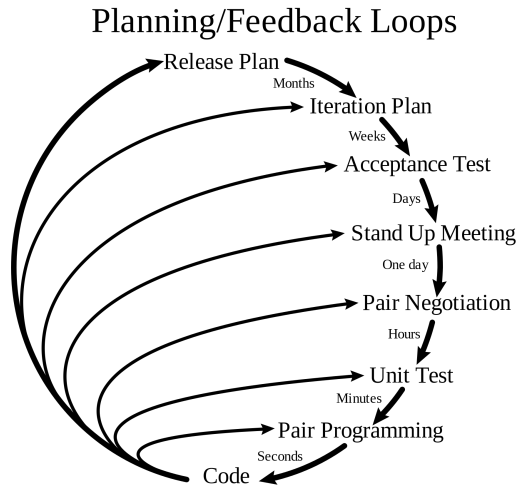 Planning/Feedback Loops
Release Plan
Months
Iteration Plan
Weeks
Acceptance Test
Days
Stand Up Meeting
One day
Pair Negotiation
Hours
Unit Test
Minutes
Pair Programming
Seconds
Code